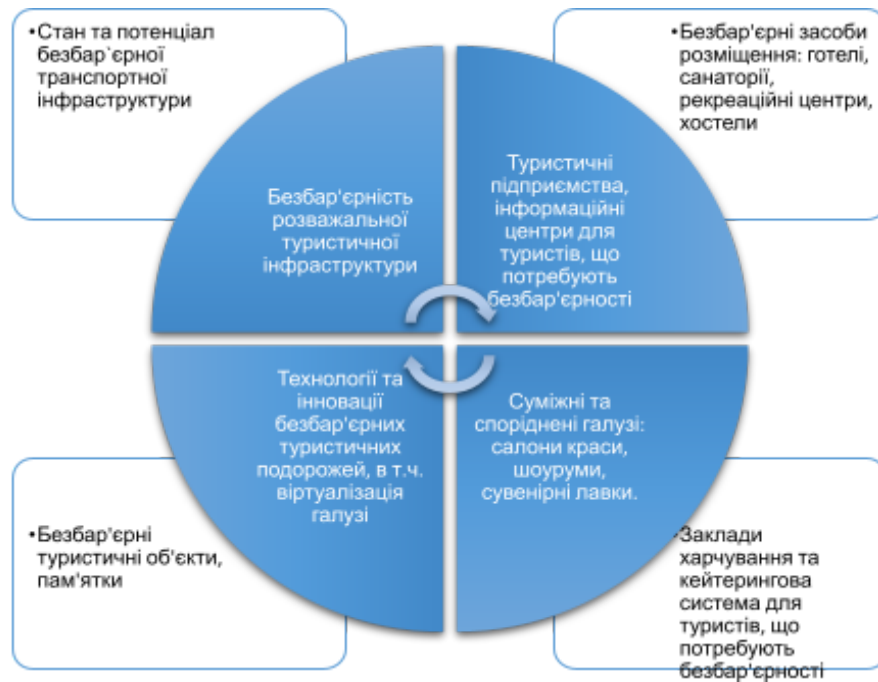 •Стан та потенціал
безбар`єрної
транспортної
інфраструктури
•Безбар'єрні засоби
розміщення: готелі,
санаторії,
рекреаційні центри,
хостели
Безбар'єрність
розважальної
туристичної
інфраструктури
Туристичні
підприємства,
інформаційні
центри для
туристів, що
потребують
безбар'єрності
Технології та
інновації
безбар'єрних
туристичних
подорожей, в т.ч.
віртуалізація
галузі
Суміжні та
споріднені галузі:
салони краси,
шоуруми,
сувенірні лавки.
•Безбар'єрні
туристичні об'єкти,
пам'ятки
•Заклади
харчування та
кейтерингова
система для
туристів, що
потребують
безбар'єрності